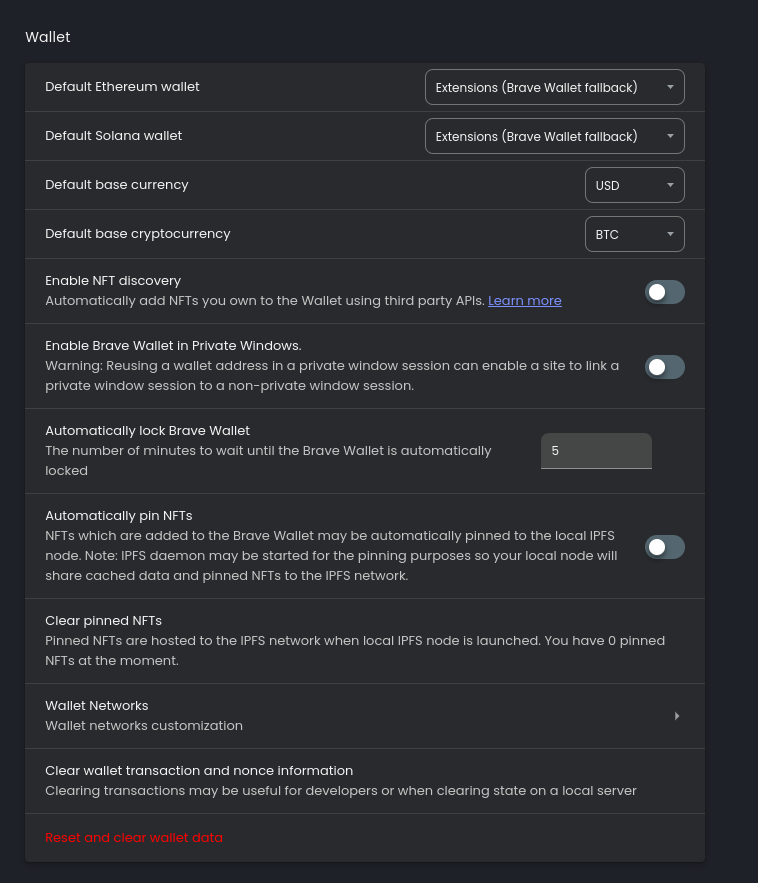 Wallet
Default Ethereum wallet
Extensions (Brave Wallet fallback)
Default Solana wallet
Extensions (Brave Wallet fallback)
Default base currency
USD
Default base cryptocurrency
BTC
Enable NFT discovery
Automatically add NFTs you own to the Wallet using third party APIs. Learn more
Enable Brave Wallet in Private Windows.
Warning: Reusing a wallet address in a private window session can enable a site to link a
private window session to a non-private window session.
Automatically lock Brave Wallet
The number of minutes to wait until the Brave Wallet is automatically
locked
5
Automatically pin NFTs
NFTs which are added to the Brave Wallet may be automatically pinned to the local IPFS
node. Note: IPFS daemon may be started for the pinning purposes so your local node will
share cached data and pinned NFTs to the IPFS network.
Clear pinned NFTs
Pinned NFTs are hosted to the IPFS network when local IPFS node is launched. You have 0 pinned
NFTs at the moment.
Wallet Networks
Wallet networks customization
Clear wallet transaction and nonce information
Clearing transactions may be useful for developers or when clearing state on a local server
Reset and clear wallet data